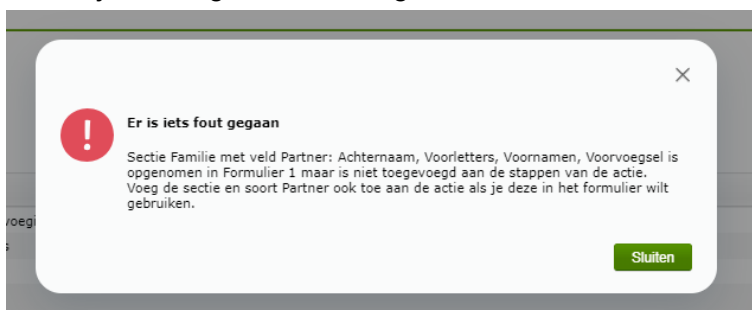 !
Er is iets fout gegaan
Sectie Familie met veld Partner: Achternaam, Voorletters, Voornamen, Voorvoegsel is
opgenomen in Formulier 1 maar is niet toegevoegd aan de stappen van de actie.
Voeg de sectie en soort Partner ook toe aan de actie als je deze in het formulier wilt
gebruiken.
Sluiten